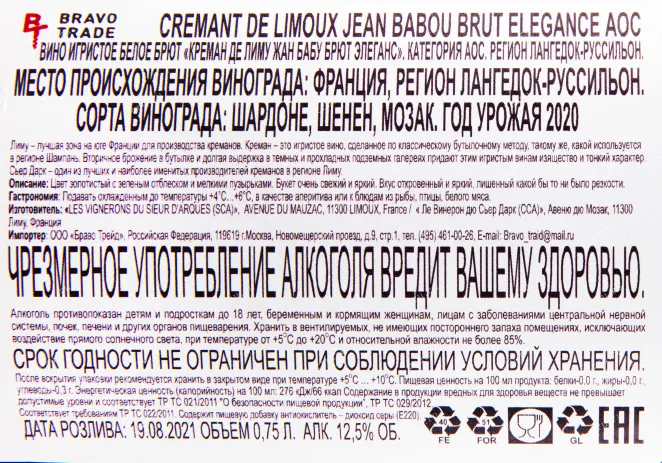 BRAVO TRADE
CREMANT DE LIMOUX JEAN BABOU BRUT ELEGANCE AOC
ВИНО ИГРИСТОЕ БЕЛОЕ БРЮТ «КРЕМАН ДЕ ЛИМУ ЖАН БАБУ БРЮТ ЭЛЕГАНС». КАТЕГОРИЯ АОС. РЕГИОН ЛАНГЕДОК-РУССИЛЬОН.
МЕСТО ПРОИСХОЖДЕНИЯ ВИНОГРАДА: ФРАНЦИЯ, РЕГИОН ЛАНГЕДОК-РУССИЛЬОН.
СОРТА ВИНОГРАДА: ШАРДОНЕ, ШЕНЕН, МОЗАК. ГОД УРОЖАЯ 2020
Лиму – лучшая зона на юге Франции для производства креманов. Креман – это игристое вино, сделанное по классическому бутылочному методу, такому же, какой используется
в регионе Шампань. Вторичное брожение в бутылке и долгая выдержка в темных и прохладных подземных галереях придают этим игристым винам изящество и тонкий характер.
Сьер Дарк – один из лучших и наиболее именитых производителей креманов в регионе Лиму.
Описание: Цвет золотистый с зеленым отблеском и мелкими пузырьками. Букет очень свежий и яркий. Вкус откровенный и яркий, лишенный какой бы то ни было резкости.
Гастрономия: Подавать охлажденным до температуры +4°С...+6°С, в качестве аперитива или к блюдам из рыбы, птицы, белого мяса.
Изготовитель: «LES VIGNERONS DU SIEUR D'ARQUES (SCA)», AVENUE DU MAUZAC, 11300 LIMOUX, France / « Ле Винерон дю Сьер Дарк (ССА)», Авеню дю Мозак, 11300
Лиму, Франция
Импортер: ООО «Браво Трейд», Российская Федерация, 119619 г.Москва, Новомещерский проезд, д.9, стр.1, тел. (495) 461-00-26, E-mail: Bravo_traid@mail.ru
ЧРЕЗМЕРНОЕ УПОТРЕБЛЕНИЕ АЛКОГОЛЯ ВРЕДИТ ВАШЕМУ ЗДОРОВЬЮ.
Алкоголь противопоказан детям и подросткам до 18 лет, беременным и кормящим женщинам, лицам с заболеваниями центральной нервной
системы, почек, печени и других органов пищеварения. Хранить в вентилируемых, не имеющих постороннего запаха помещениях, исключающих
воздействие прямого солнечного света, при температуре от +5°С до +20°С и относительной влажности не более 85%.
СРОК ГОДНОСТИ НЕ ОГРАНИЧЕН ПРИ СОБЛЮДЕНИИ УСЛОВИЙ ХРАНЕНИЯ.
После вскрытия упаковки рекомендуется хранить в закрытом виде при температуре +5°С ... +10°С. Пищевая ценность на 100 мл продукта: белки-0,0 г., жиры-0,0 г.,
углеводы-0,3 г. Энергетическая ценность (калорийность) на 100 мл: 276 кДж/66 ккал Содержание в продукции вредных для здоровья веществ не превышает
допустимые уровни и соответствует ТР ТС 021/2011 "О безопасности пищевой продукции", ТР ТС 029/2012.
Соответствует требованиям ТР ТС 022/2011. Содержит пищевую добавку антиокислитель – диоксид серы (Е220).
ДАТА РОЗЛИВА: 19.08.2021 ОБЪЕМ 0,75 Л. АЛК. 12,5% ОБ.
40 FE
51 FOR
GL
EAC